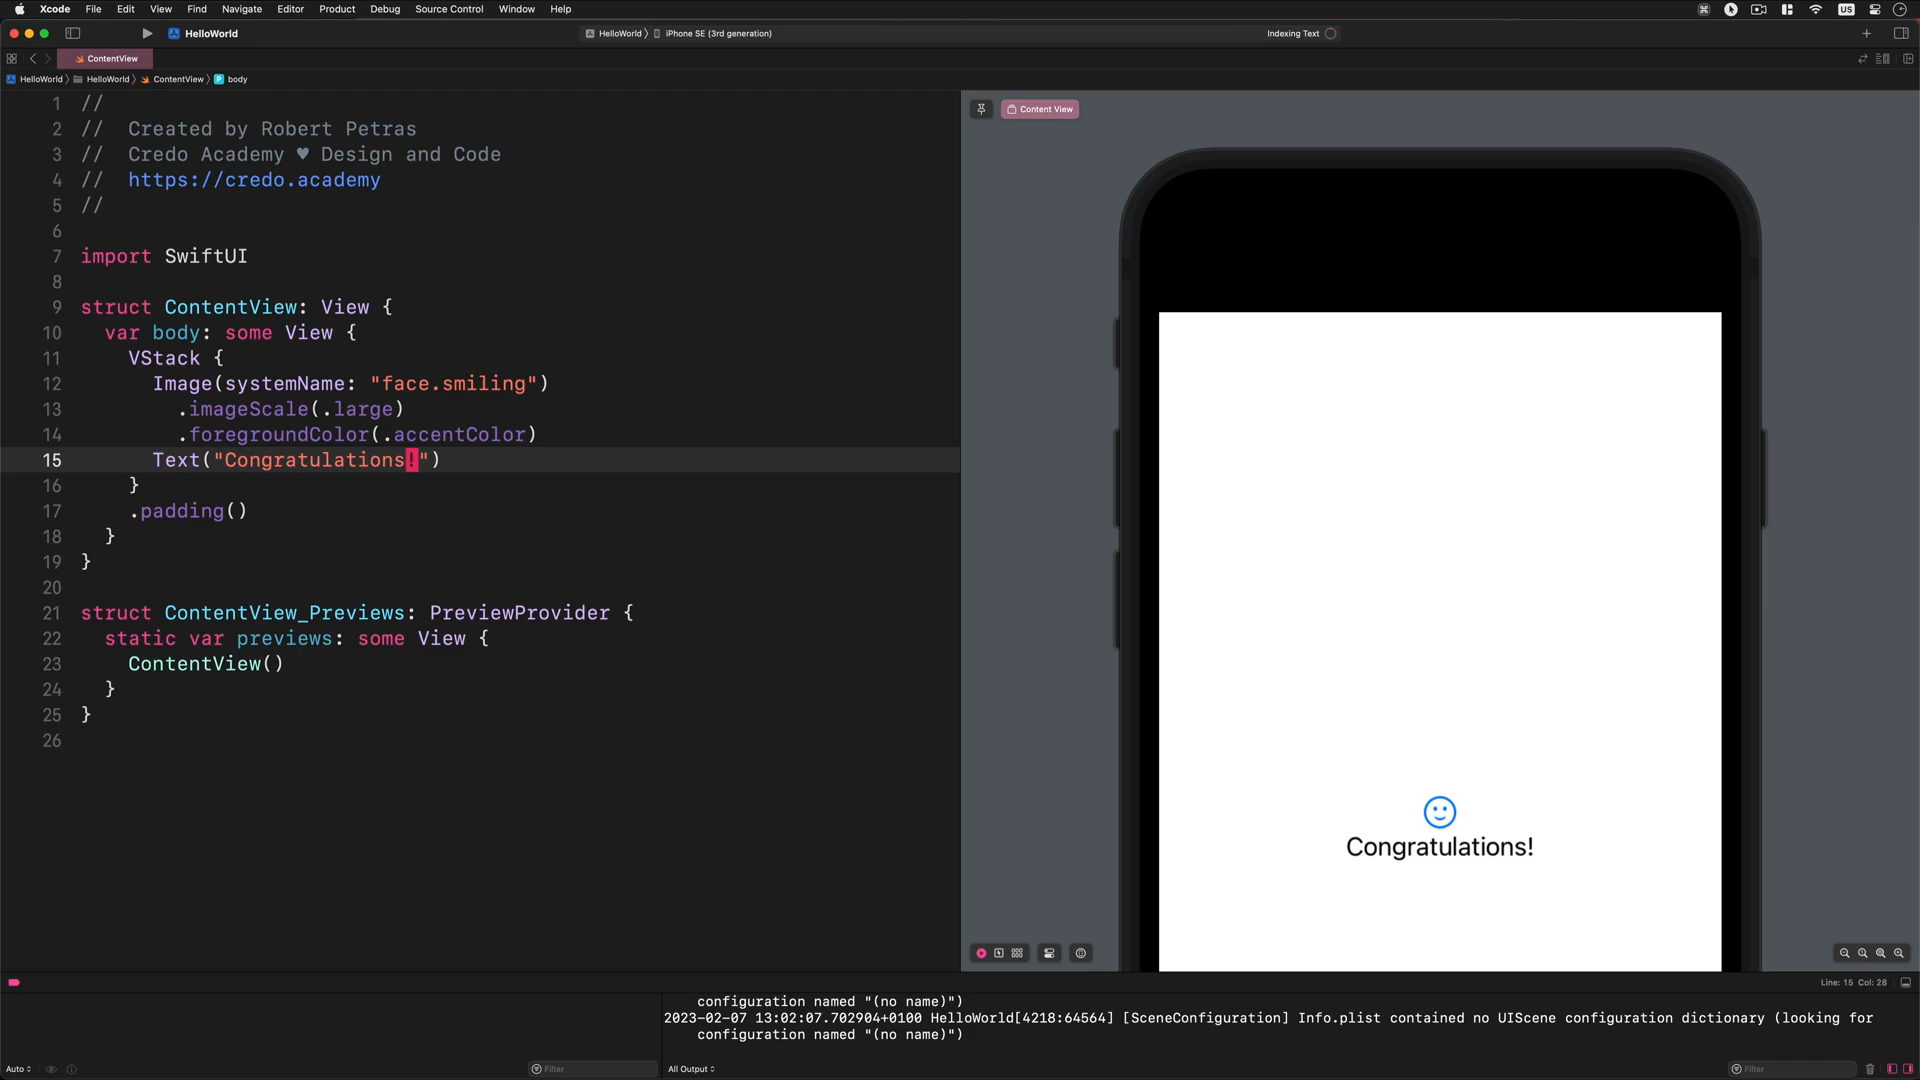 Xcode File Edit View Find Navigate Editor Product Debug Source Control Window Help US
HelloWorld HelloWorld iPhone SE (3rd generation) Indexing Text
ContentView
HelloWorld HelloWorld ContentView P body
1 //
2 //  Created by Robert Petras
3 //  Credo Academy ♥ Design and Code
4 //  https://credo.academy
5 //
6
7 import SwiftUI
8
9 struct ContentView: View {
10   var body: some View {
11     VStack {
12       Image(systemName: "face.smiling")
13         .imageScale(.large)
14         .foregroundColor(.accentColor)
15       Text("Congratulations!")
16     }
17     .padding()
18   }
19 }
20
21 struct ContentView_Previews: PreviewProvider {
22   static var previews: some View {
23     ContentView()
24   }
25 }
26
Content View
Congratulations!
Line: 15 Col: 28
configuration named "(no name)")
2023-02-07 13:02:07.702904+0100 HelloWorld[4218:64564] [SceneConfiguration] Info.plist contained no UIScene configuration dictionary (looking for
configuration named "(no name)")
Auto Filter All Output Filter